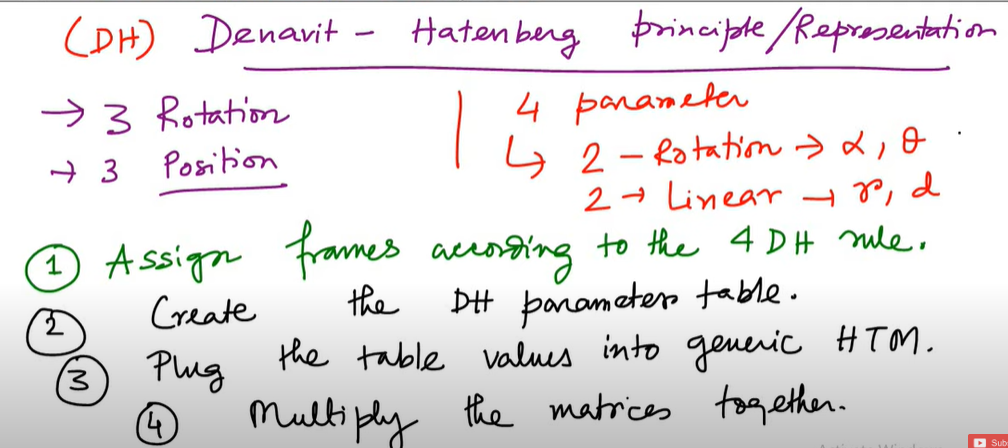 (DH) Denavit - Hatenberg principle/Representation
→ 3 Rotation
→ 3 Position
4 parameter
↳ 2 - Rotation → α, θ
2 → Linear → r, d
① Assign frames according to the 4 DH rule.
② Create the DH parameters table.
③ Plug the table values into generic HTM.
④ Multiply the matrices together.
Sub